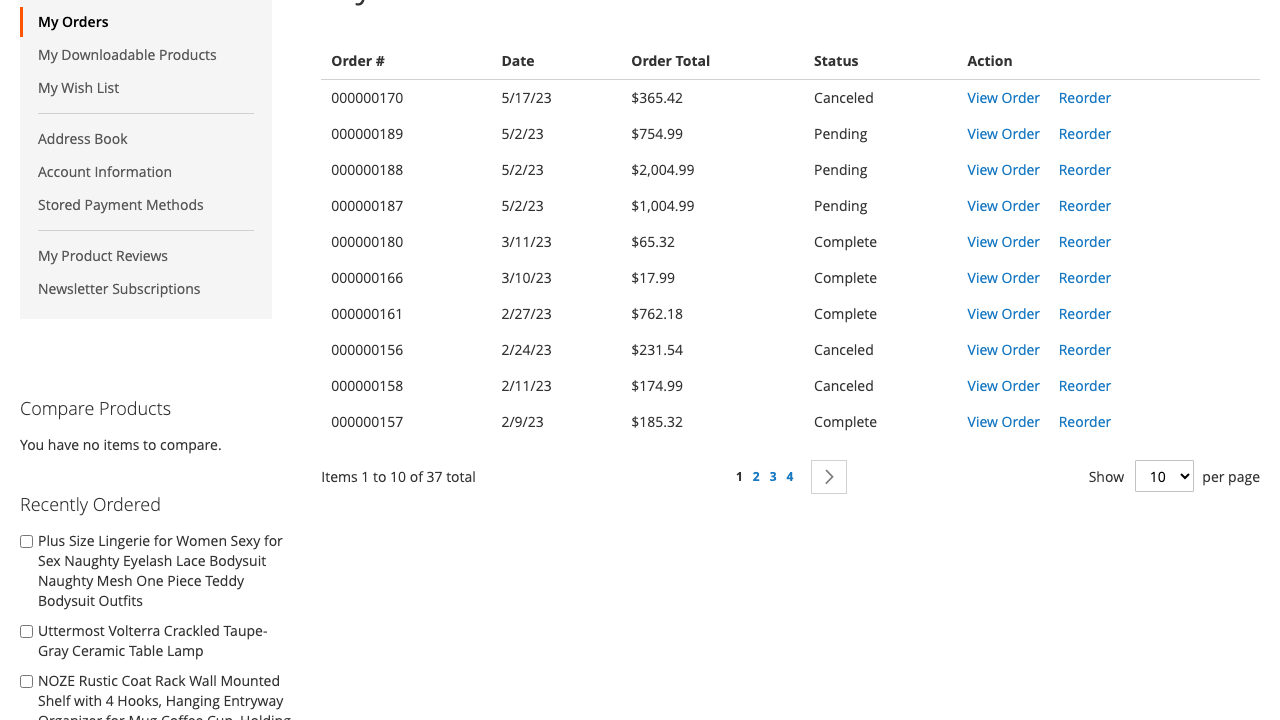 My Orders
My Downloadable Products
My Wish List
Address Book
Account Information
Stored Payment Methods
My Product Reviews
Newsletter Subscriptions
Compare Products
You have no items to compare.
Recently Ordered
Plus Size Lingerie for Women Sexy for
Sex Naughty Eyelash Lace Bodysuit
Naughty Mesh One Piece Teddy
Bodysuit Outfits
Uttermost Volterra Crackled Taupe-
Gray Ceramic Table Lamp
NOZE Rustic Coat Rack Wall Mounted
Shelf with 4 Hooks, Hanging Entryway
Organizer for Mug Coffee Cup, Holding
Order # Date Order Total Status Action
000000170 5/17/23 $365.42 Canceled View Order Reorder
000000189 5/2/23 $754.99 Pending View Order Reorder
000000188 5/2/23 $2,004.99 Pending View Order Reorder
000000187 5/2/23 $1,004.99 Pending View Order Reorder
000000180 3/11/23 $65.32 Complete View Order Reorder
000000166 3/10/23 $17.99 Complete View Order Reorder
000000161 2/27/23 $762.18 Complete View Order Reorder
000000156 2/24/23 $231.54 Canceled View Order Reorder
000000158 2/11/23 $174.99 Canceled View Order Reorder
000000157 2/9/23 $185.32 Complete View Order Reorder
Items 1 to 10 of 37 total 1 2 3 4 Show 10 per page